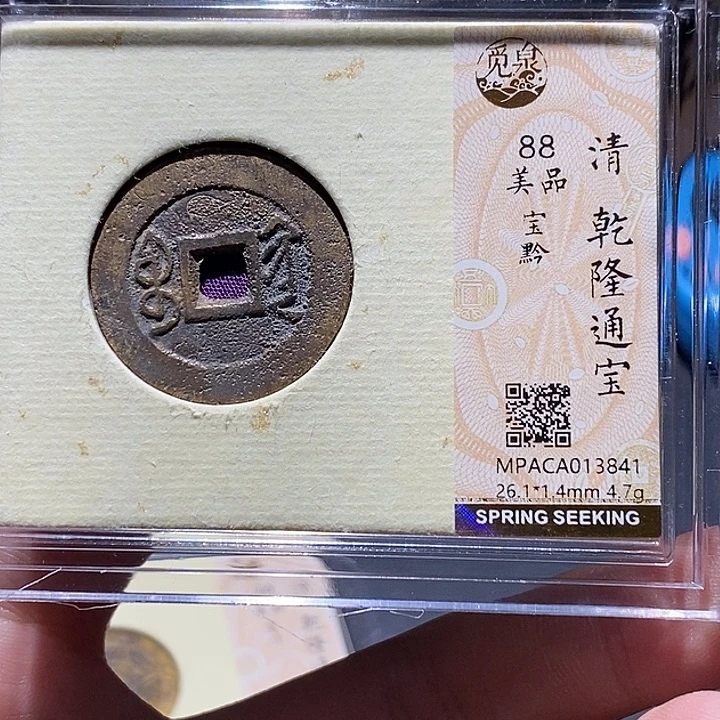 觅泉
清 乾隆通宝
88
美品
宝黔
MPACA013841
26.1*1.4mm 4.7g
SPRING SEEKING